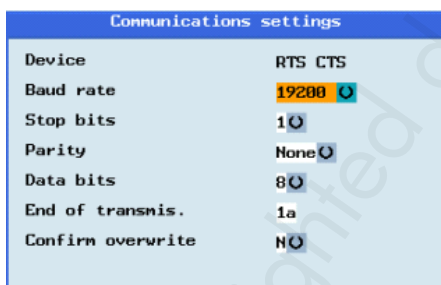 Communications settings
Device RTS CTS
Baud rate 19200
Stop bits 1
Parity None
Data bits 8
End of transmis. 1a
Confirm overwrite N